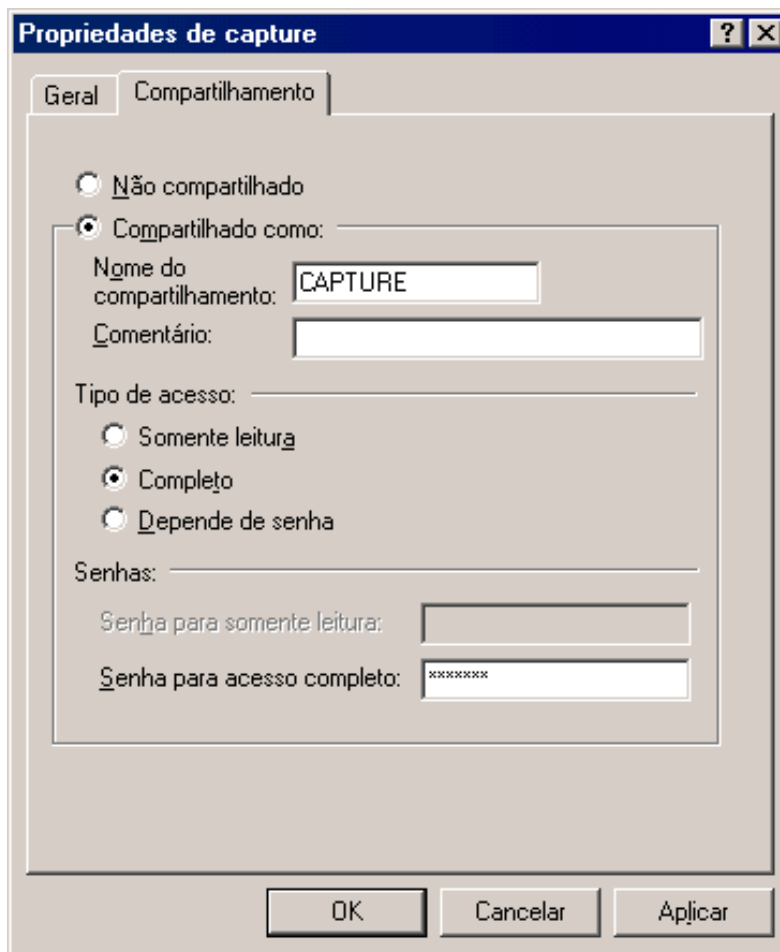 Propriedades de capture
Geral
Compartilhamento
Não compartilhado
Compartilhado como:
Nome do
compartilhamento:
CAPTURE
Comentário:
Tipo de acesso:
Somente leitura
Completo
Depende de senha
Senhas:
Senha para somente leitura:
Senha para acesso completo:
*******
OK
Cancelar
Aplicar